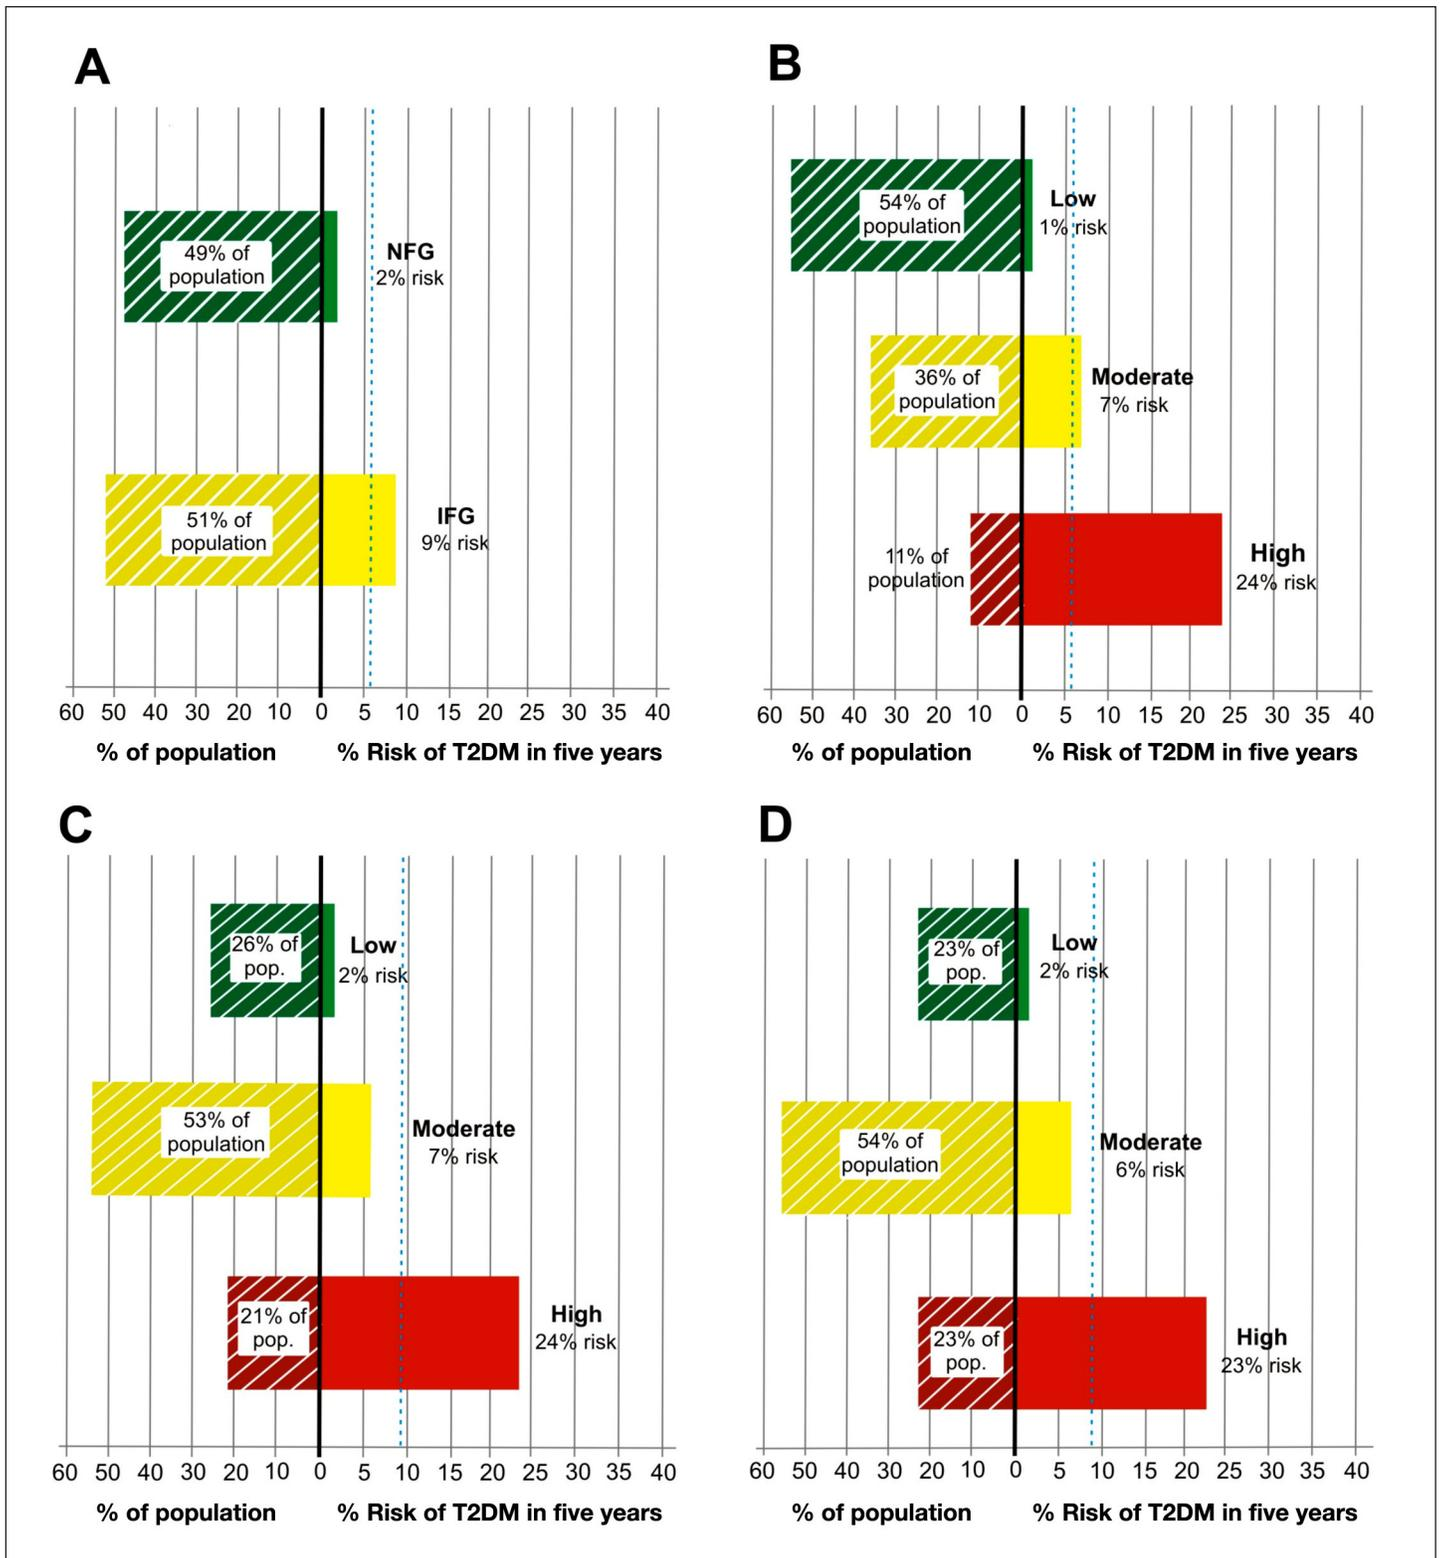 A
49% of
population
NFG
2% risk
51% of
population
IFG
9% risk
60 50 40 30 20 10 0 5 10 15 20 25 30 35 40
% of population
% Risk of T2DM in five years
B
54% of
population
Low
1% risk
36% of
population
Moderate
7% risk
11% of
population
High
24% risk
60 50 40 30 20 10 0 5 10 15 20 25 30 35 40
% of population
% Risk of T2DM in five years
C
26% of
pop.
Low
2% risk
53% of
population
Moderate
7% risk
21% of
pop.
High
24% risk
60 50 40 30 20 10 0 5 10 15 20 25 30 35 40
% of population
% Risk of T2DM in five years
D
23% of
pop.
Low
2% risk
54% of
population
Moderate
6% risk
23% of
pop.
High
23% risk
60 50 40 30 20 10 0 5 10 15 20 25 30 35 40
% of population
% Risk of T2DM in five years